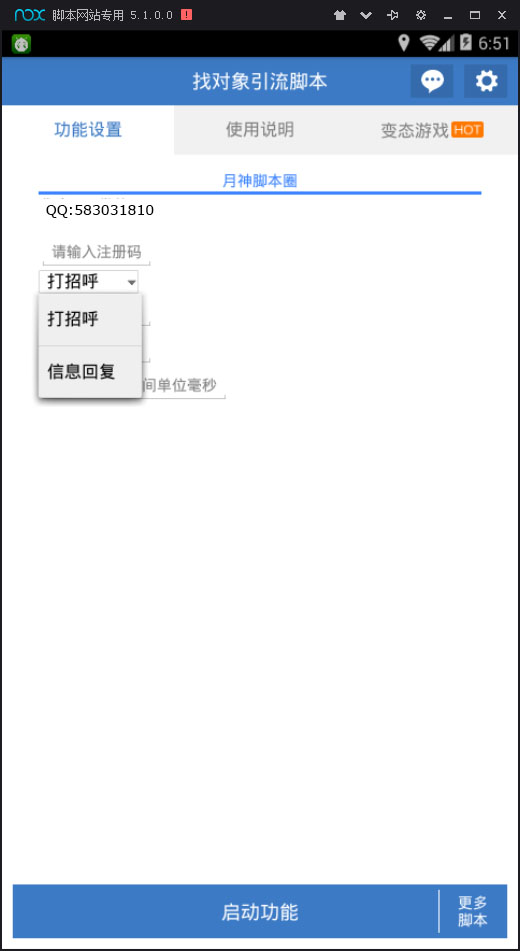 nox 脚本网站专用 5.1.0.0
6:51
找对象引流脚本
功能设置 使用说明 变态游戏 HOT
月神脚本圈
QQ:583031810
请输入注册码
打招呼
打招呼
信息回复
间单位毫秒
启动功能
更多
脚本